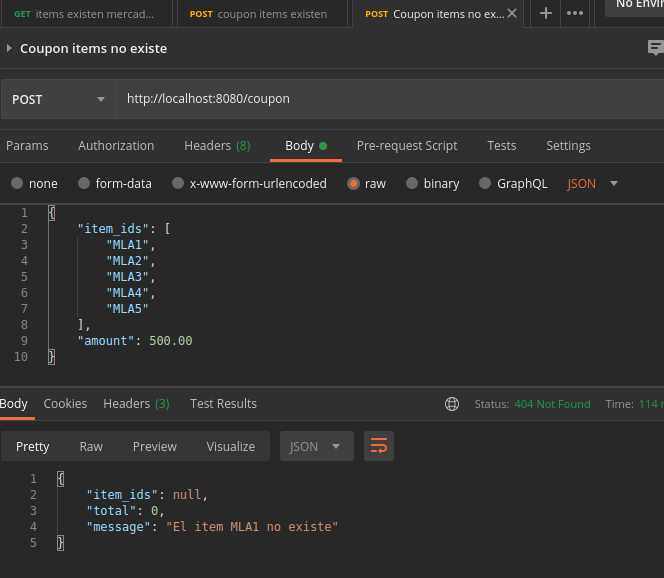 GET items existen mercad...
POST coupon items existen
POST Coupon items no ex...
No Envir
Coupon items no existe
POST http://localhost:8080/coupon
Params Authorization Headers (8) Body Pre-request Script Tests Settings
none form-data x-www-form-urlencoded raw binary GraphQL JSON
1 {
2 "item_ids": [
3 "MLA1",
4 "MLA2",
5 "MLA3",
6 "MLA4",
7 "MLA5"
8 ],
9 "amount": 500.00
10 }
Body Cookies Headers (3) Test Results Status: 404 Not Found Time: 114 m
Pretty Raw Preview Visualize JSON
1 {
2 "item_ids": null,
3 "total": 0,
4 "message": "El item MLA1 no existe"
5 }